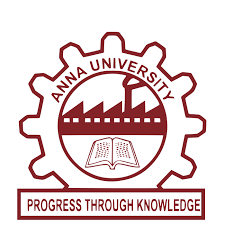 ANNA UNIVERSITY
PROGRESS THROUGH KNOWLEDGE